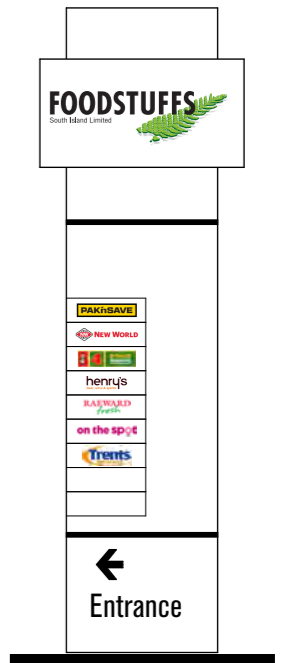 FOODSTUFFS
South Island Limited
PAK'nSAVE
NEW WORLD
henry's
RAEWARD
fresh
on the spot
Trents
Entrance